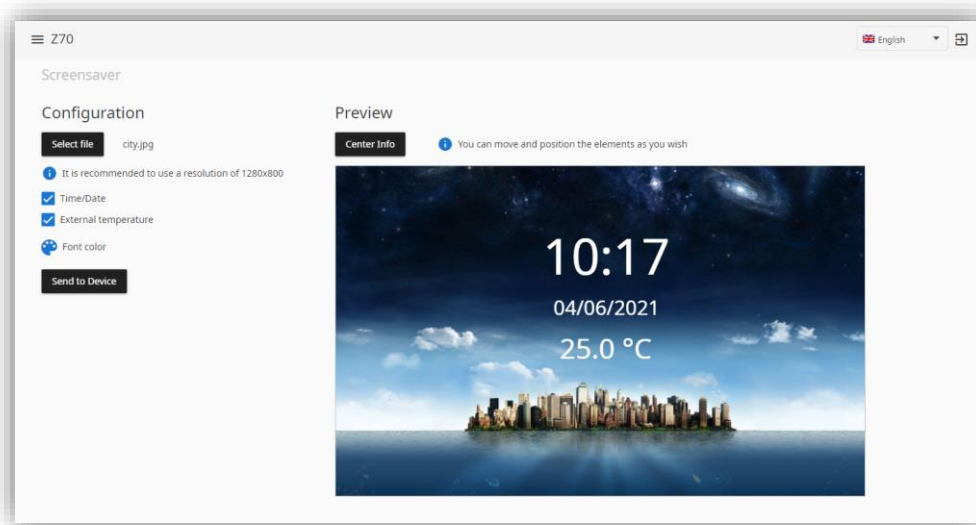 Z70
English
Screensaver
Configuration
Select file city.jpg
It is recommended to use a resolution of 1280x800
Time/Date
External temperature
Font color
Send to Device
Preview
Center Info
You can move and position the elements as you wish
10:17
04/06/2021
25.0 °C